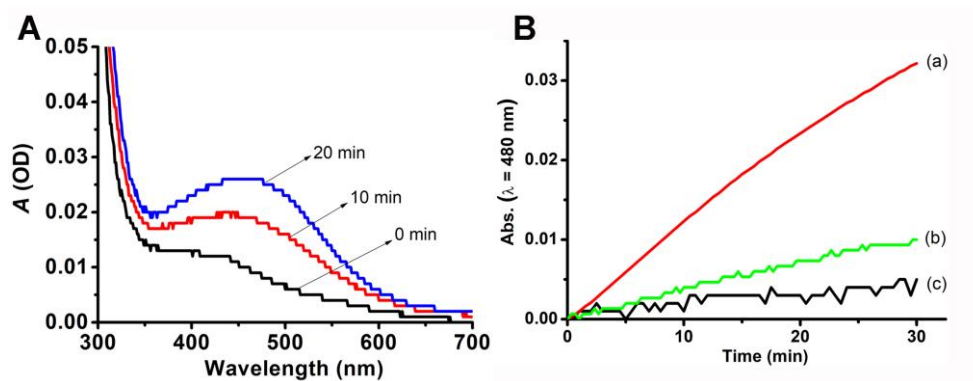 A
A (OD)
0.05
0.04
0.03
0.02
0.01
0.00
20 min
10 min
0 min
300 400 500 600 700
Wavelength (nm)
B
Abs. (λ = 480 nm)
0.03
0.02
0.01
0.00
(a)
(b)
(c)
0 10 20 30
Time (min)